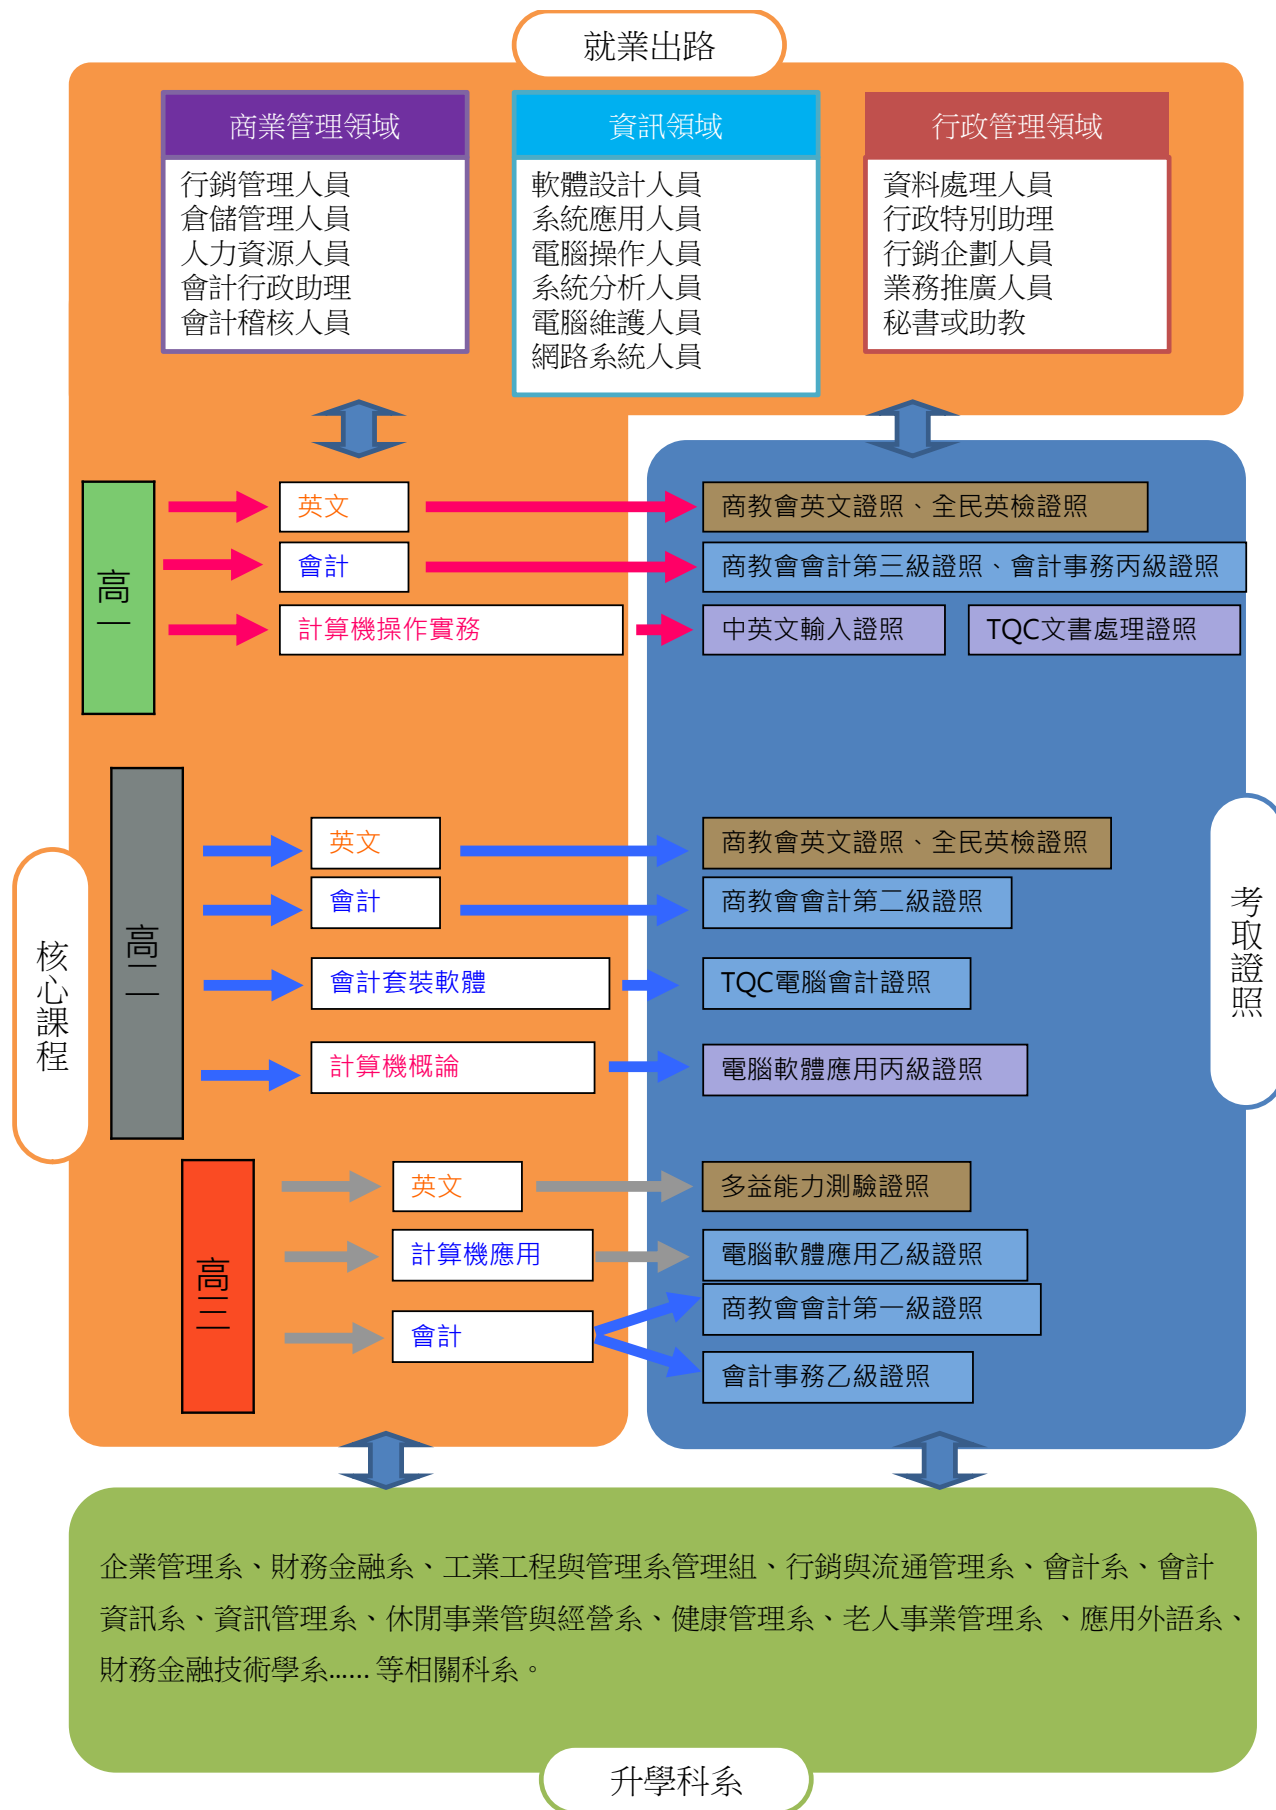 就業出路
商業管理領域
行銷管理人員
倉儲管理人員
人力資源人員
會計行政助理
會計稽核人員
資訊領域
軟體設計人員
系統應用人員
電腦操作人員
系統分析人員
電腦維護人員
網路系統人員
行政管理領域
資料處理人員
行政特別助理
行銷企劃人員
業務推廣人員
秘書或助教
核心課程
考取證照
高一
英文
商教會英文證照、全民英檢證照
會計
商教會會計第三級證照、會計事務丙級證照
計算機操作實務
中英文輸入證照
TQC文書處理證照
高二
英文
商教會英文證照、全民英檢證照
會計
商教會會計第二級證照
會計套裝軟體
TQC電腦會計證照
計算機概論
電腦軟體應用丙級證照
高三
英文
多益能力測驗證照
計算機應用
電腦軟體應用乙級證照
會計
商教會會計第一級證照
會計事務乙級證照
企業管理系、財務金融系、工業工程與管理系管理組、行銷與流通管理系、會計系、會計
資訊系、資訊管理系、休閒事業管與經營系、健康管理系、老人事業管理系 、應用外語系、
財務金融技術學系...... 等相關科系。
升學科系